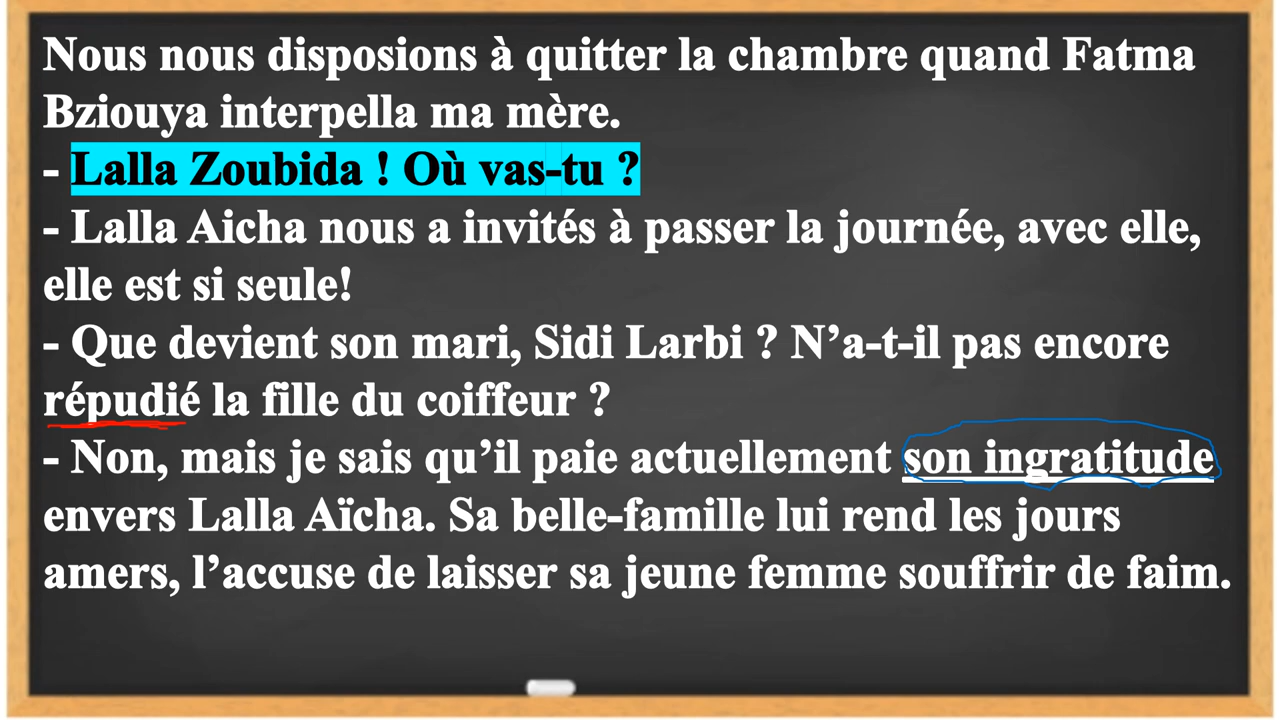 Nous nous disposions à quitter la chambre quand Fatma
Bziouya interpella ma mère.
- Lalla Zoubida ! Où vas-tu ?
- Lalla Aicha nous a invités à passer la journée, avec elle,
elle est si seule!
- Que devient son mari, Sidi Larbi ? N’a-t-il pas encore
répudié la fille du coiffeur ?
- Non, mais je sais qu’il paie actuellement son ingratitude
envers Lalla Aïcha. Sa belle-famille lui rend les jours
amers, l’accuse de laisser sa jeune femme souffrir de faim.